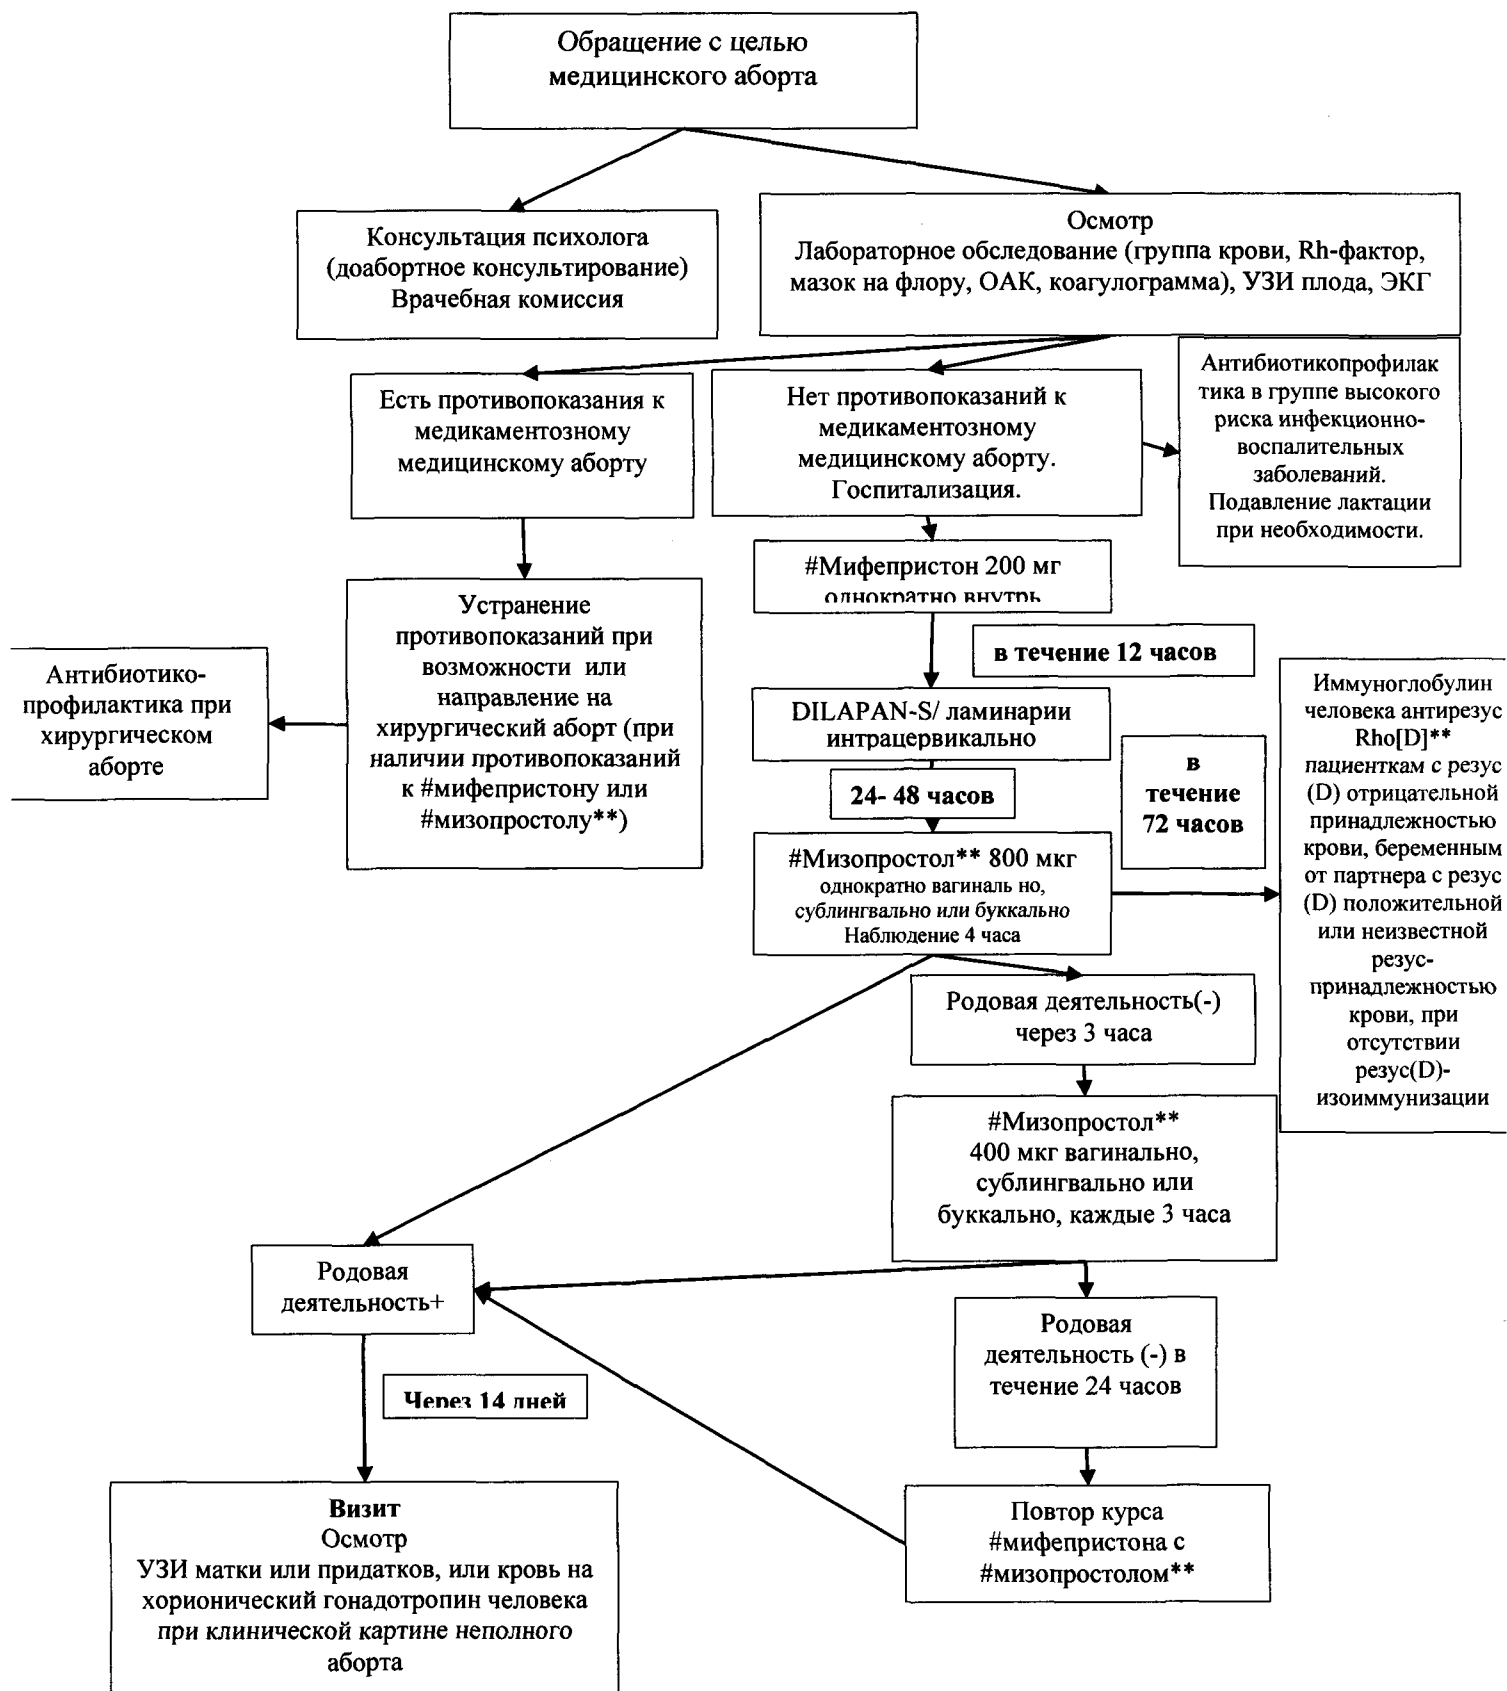 Обращение с целью
медицинского аборта
Консультация психолога
(доабортное консультирование)
Врачебная комиссия
Осмотр
Лабораторное обследование (группа крови, Rh-фактор,
мазок на флору, ОАК, коагулограмма), УЗИ плода, ЭКГ
Есть противопоказания к
медикаментозному
медицинскому аборту
Нет противопоказаний к
медикаментозному
медицинскому аборту.
Госпитализация.
Антибиотикопрофилак
тика в группе высокого
риска инфекционно-
воспалительных
заболеваний.
Подавление лактации
при необходимости.
#Мифепристон 200 мг
однократно внутрь
в течение 12 часов
Устранение
противопоказаний при
возможности или
направление на
хирургический аборт (при
наличии противопоказаний
к #мифепристону или
#мизопростолу**)
Антибиотико-
профилактика при
хирургическом
аборте
DILAPAN-S/ ламинарии
интрацервикально
24- 48 часов
в
течение
72 часов
Иммуноглобулин
человека антирезус
Rho[D]**
пациенткам с резус
(D) отрицательной
принадлежностью
крови, беременным
от партнера с резус
(D) положительной
или неизвестной
резус-
принадлежностью
крови, при
отсутствии
резус(D)-
изоиммунизации
#Мизопростол** 800 мкг
однократно вагиналь но,
сублингвально или буккально
Наблюдение 4 часа
Родовая деятельность(-)
через 3 часа
#Мизопростол**
400 мкг вагинально,
сублингвально или
буккально, каждые 3 часа
Родовая
деятельность+
Родовая
деятельность (-) в
течение 24 часов
Через 14 дней
Повтор курса
#мифепристона с
#мизопростолом**
Визит
Осмотр
УЗИ матки или придатков, или кровь на
хорионический гонадотропин человека
при клинической картине неполного
аборта